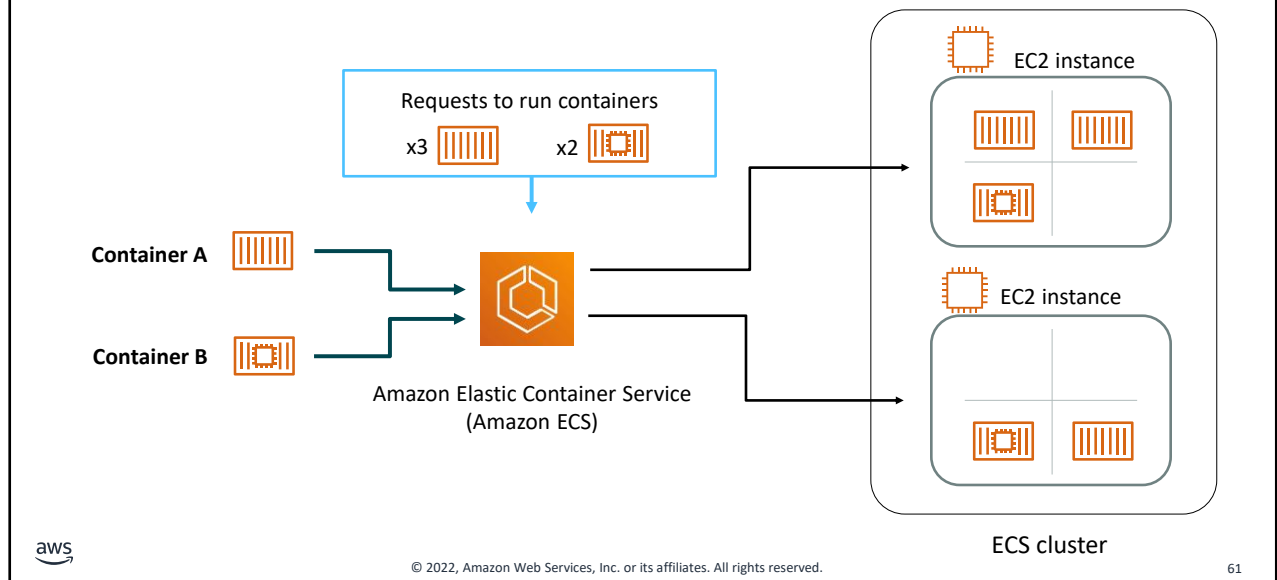 EC2 instance
Requests to run containers
x3
x2
Container A
EC2 instance
Container B
Amazon Elastic Container Service
(Amazon ECS)
ECS cluster
aws
© 2022, Amazon Web Services, Inc. or its affiliates. All rights reserved.
61